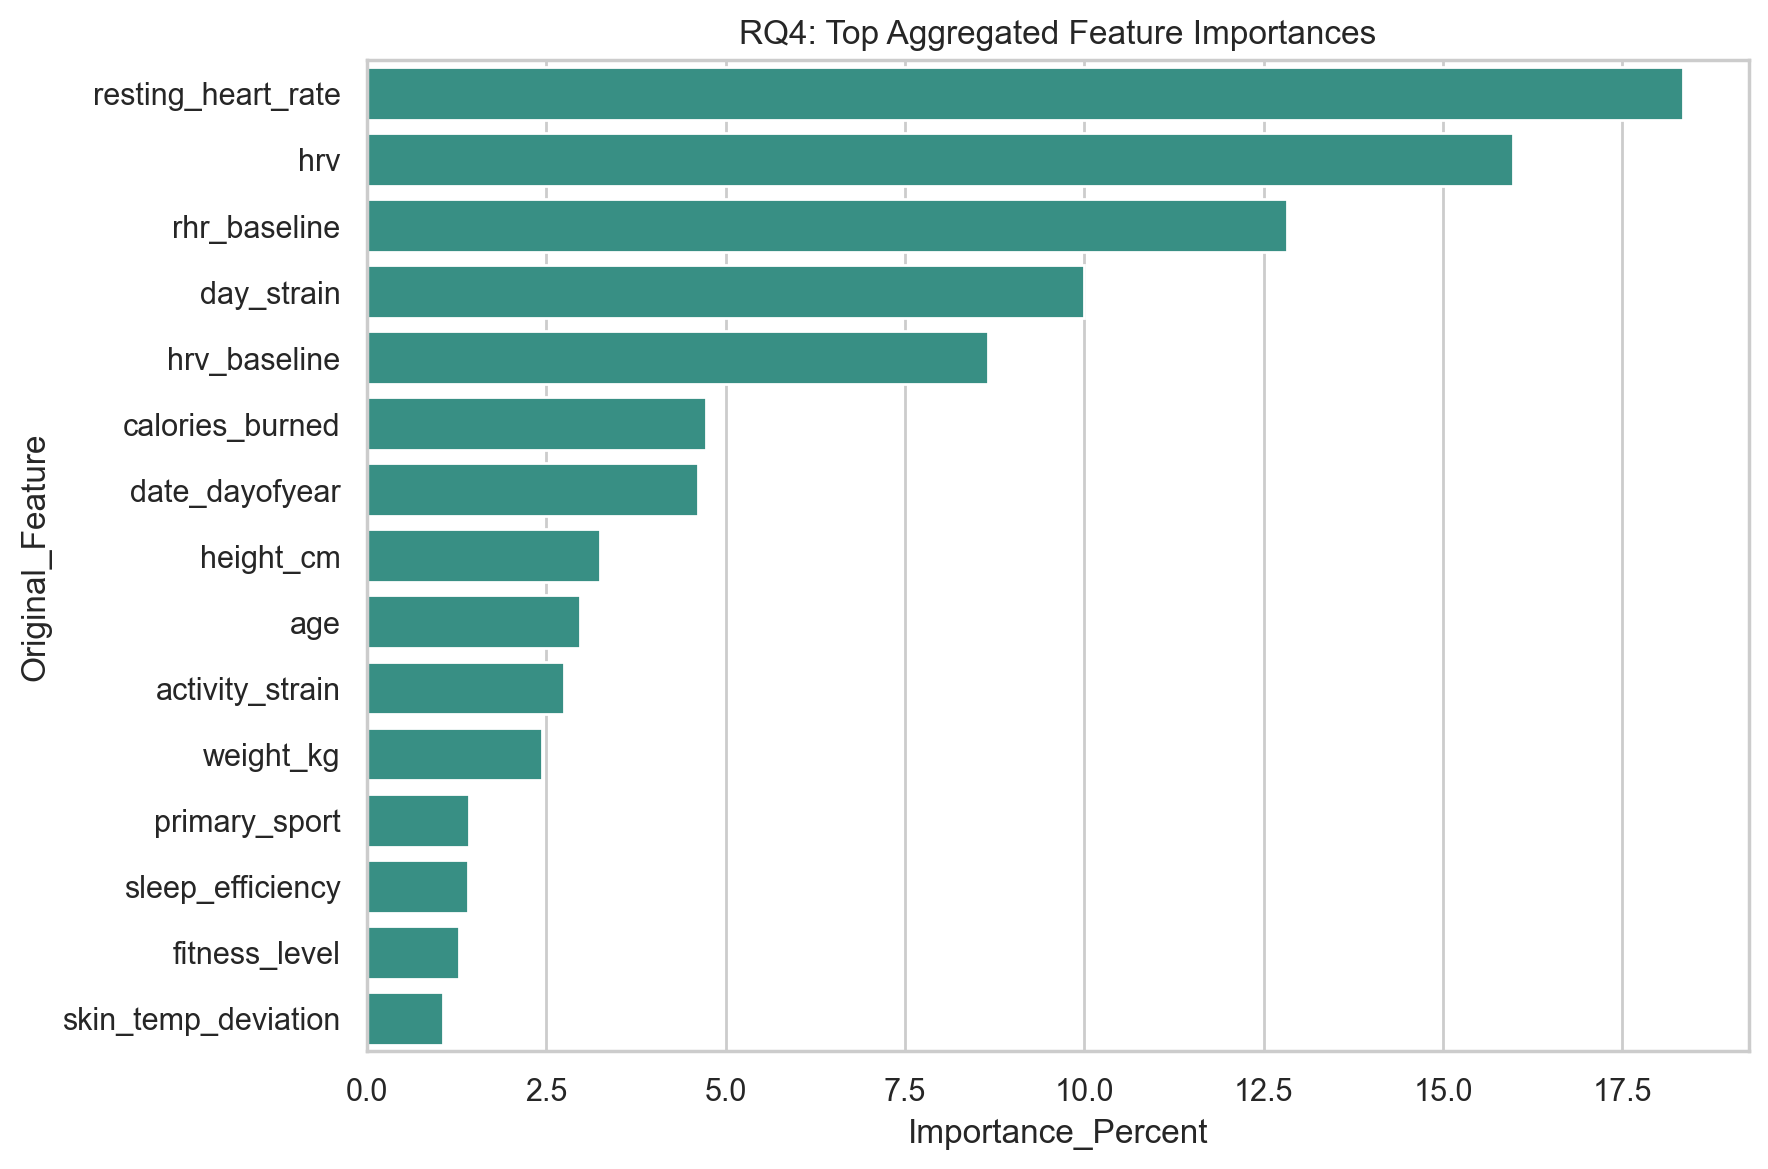 RQ4: Top Aggregated Feature Importances
Original_Feature
resting_heart_rate
hrv
rhr_baseline
day_strain
hrv_baseline
calories_burned
date_dayofyear
height_cm
age
activity_strain
weight_kg
primary_sport
sleep_efficiency
fitness_level
skin_temp_deviation
0.0 2.5 5.0 7.5 10.0 12.5 15.0 17.5
Importance_Percent